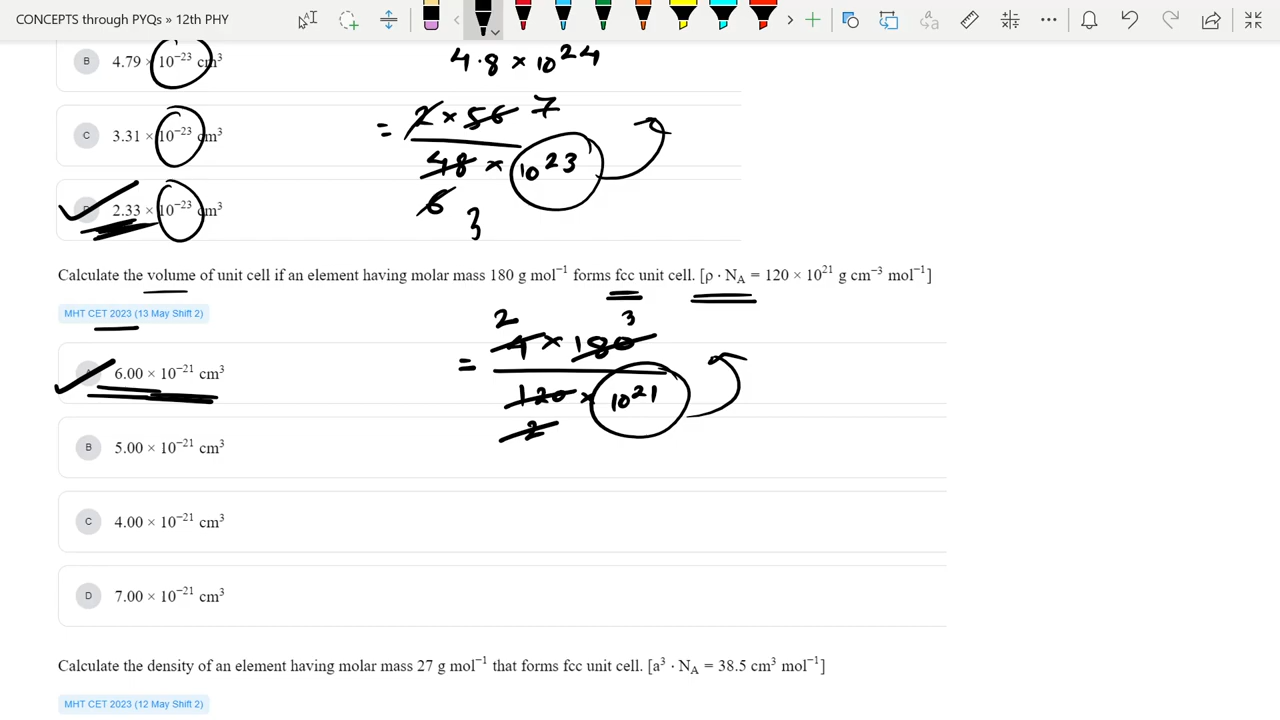 CONCEPTS through PYQs » 12th PHY
B 4.79 × 10⁻²³ cm³
4.8 × 10²⁴
= 2 × 56 7
C 3.31 × 10⁻²³ cm³
48 × 10²³
6 3
2.33 × 10⁻²³ cm³
Calculate the volume of unit cell if an element having molar mass 180 g mol⁻¹ forms fcc unit cell. [ρ · N_A = 120 × 10²¹ g cm⁻³ mol⁻¹]
MHT CET 2023 (13 May Shift 2)
2 3
= 4 × 180
A 6.00 × 10⁻²¹ cm³
120 × 10²¹
2
B 5.00 × 10⁻²¹ cm³
C 4.00 × 10⁻²¹ cm³
D 7.00 × 10⁻²¹ cm³
Calculate the density of an element having molar mass 27 g mol⁻¹ that forms fcc unit cell. [a³ · N_A = 38.5 cm³ mol⁻¹]
MHT CET 2023 (12 May Shift 2)